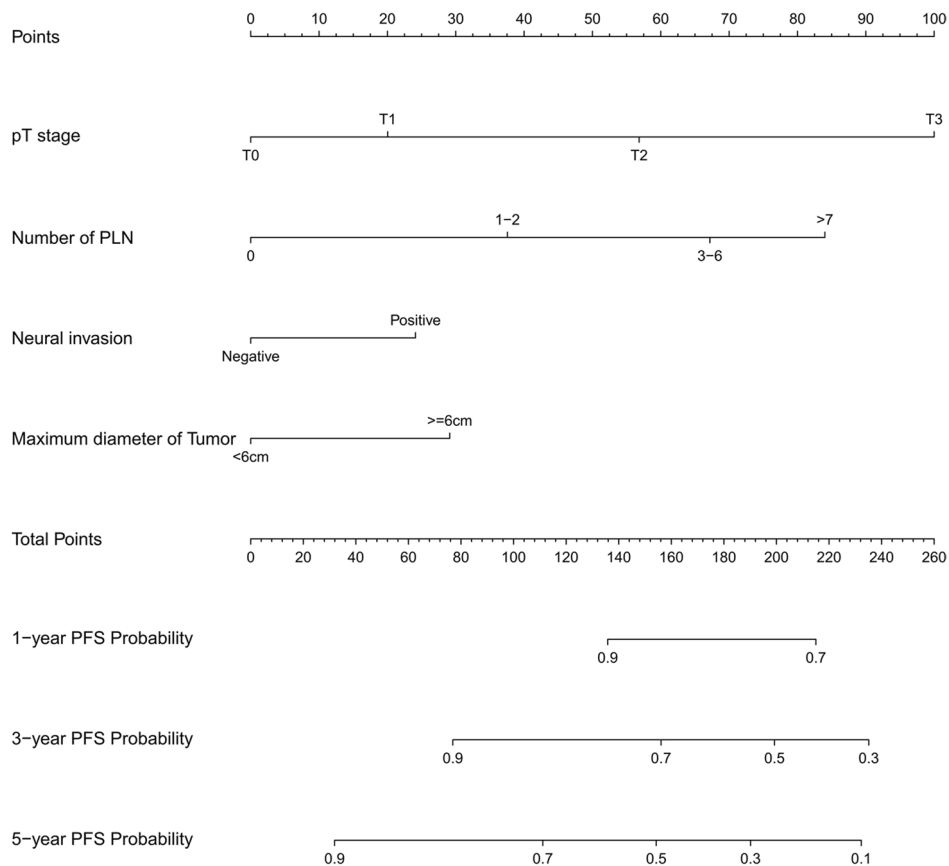 0 10 20 30 40 50 60 70 80 90 100
Points
T1 T3
pT stage
T0 T2
1−2 >7
Number of PLN
0 3−6
Positive
Neural invasion
Negative
>=6cm
Maximum diameter of Tumor
<6cm
Total Points
0 20 40 60 80 100 120 140 160 180 200 220 240 260
1−year PFS Probability
0.9 0.7
3−year PFS Probability
0.9 0.7 0.5 0.3
5−year PFS Probability
0.9 0.7 0.5 0.3 0.1